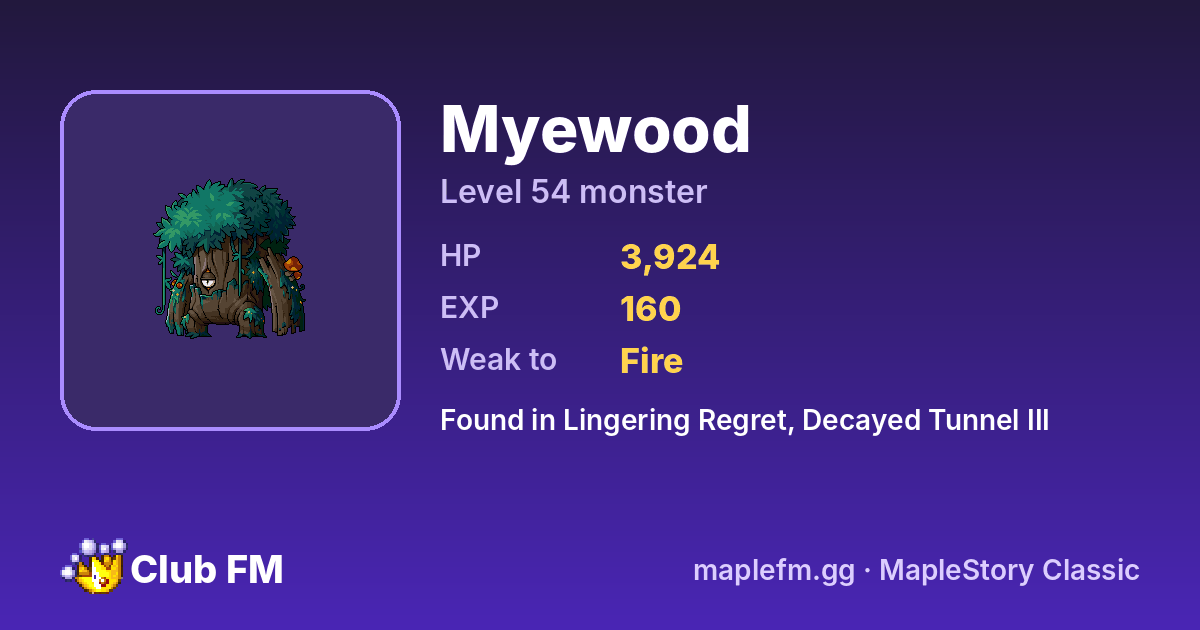 Myewood
Level 54 monster
HP 3,924
EXP 160
Weak to Fire
Found in Lingering Regret, Decayed Tunnel III
Club FM
maplefm.gg · MapleStory Classic